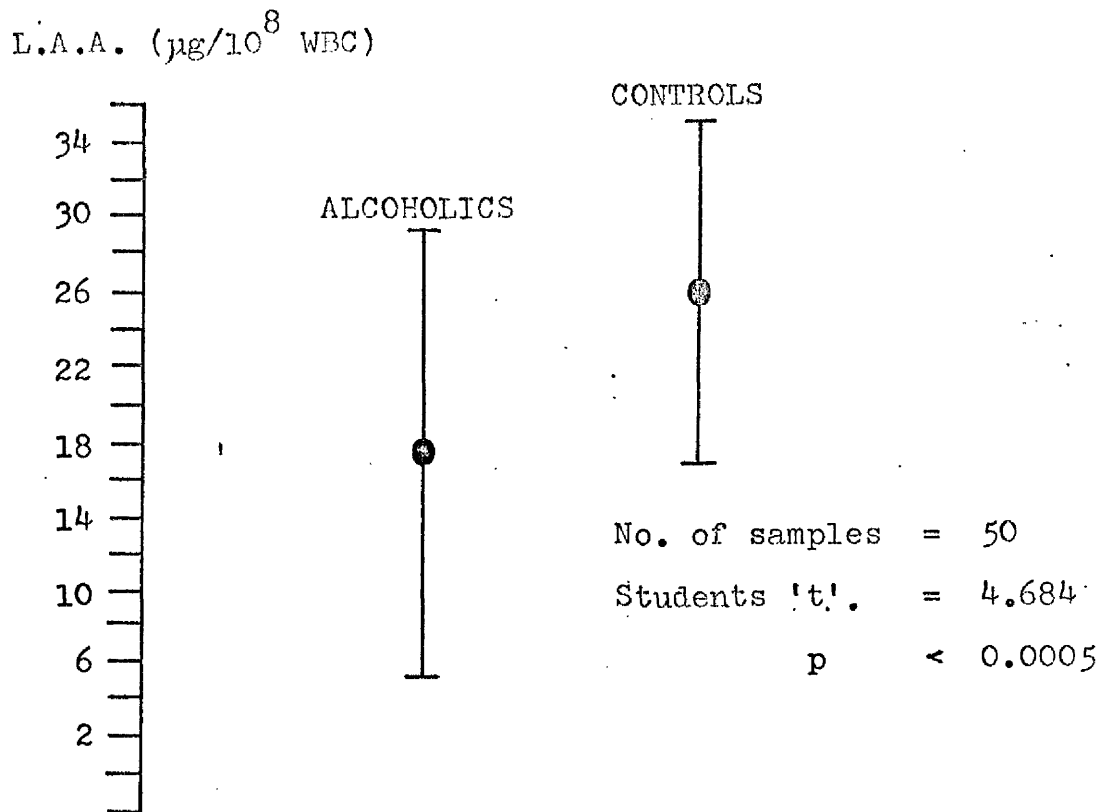 L.A.A. (µg/10⁸ WBC)
CONTROLS
34
ALCOHOLICS
30
26
22
18
14
No. of samples = 50
10
Students 't'. = 4.684
6
p < 0.0005
2